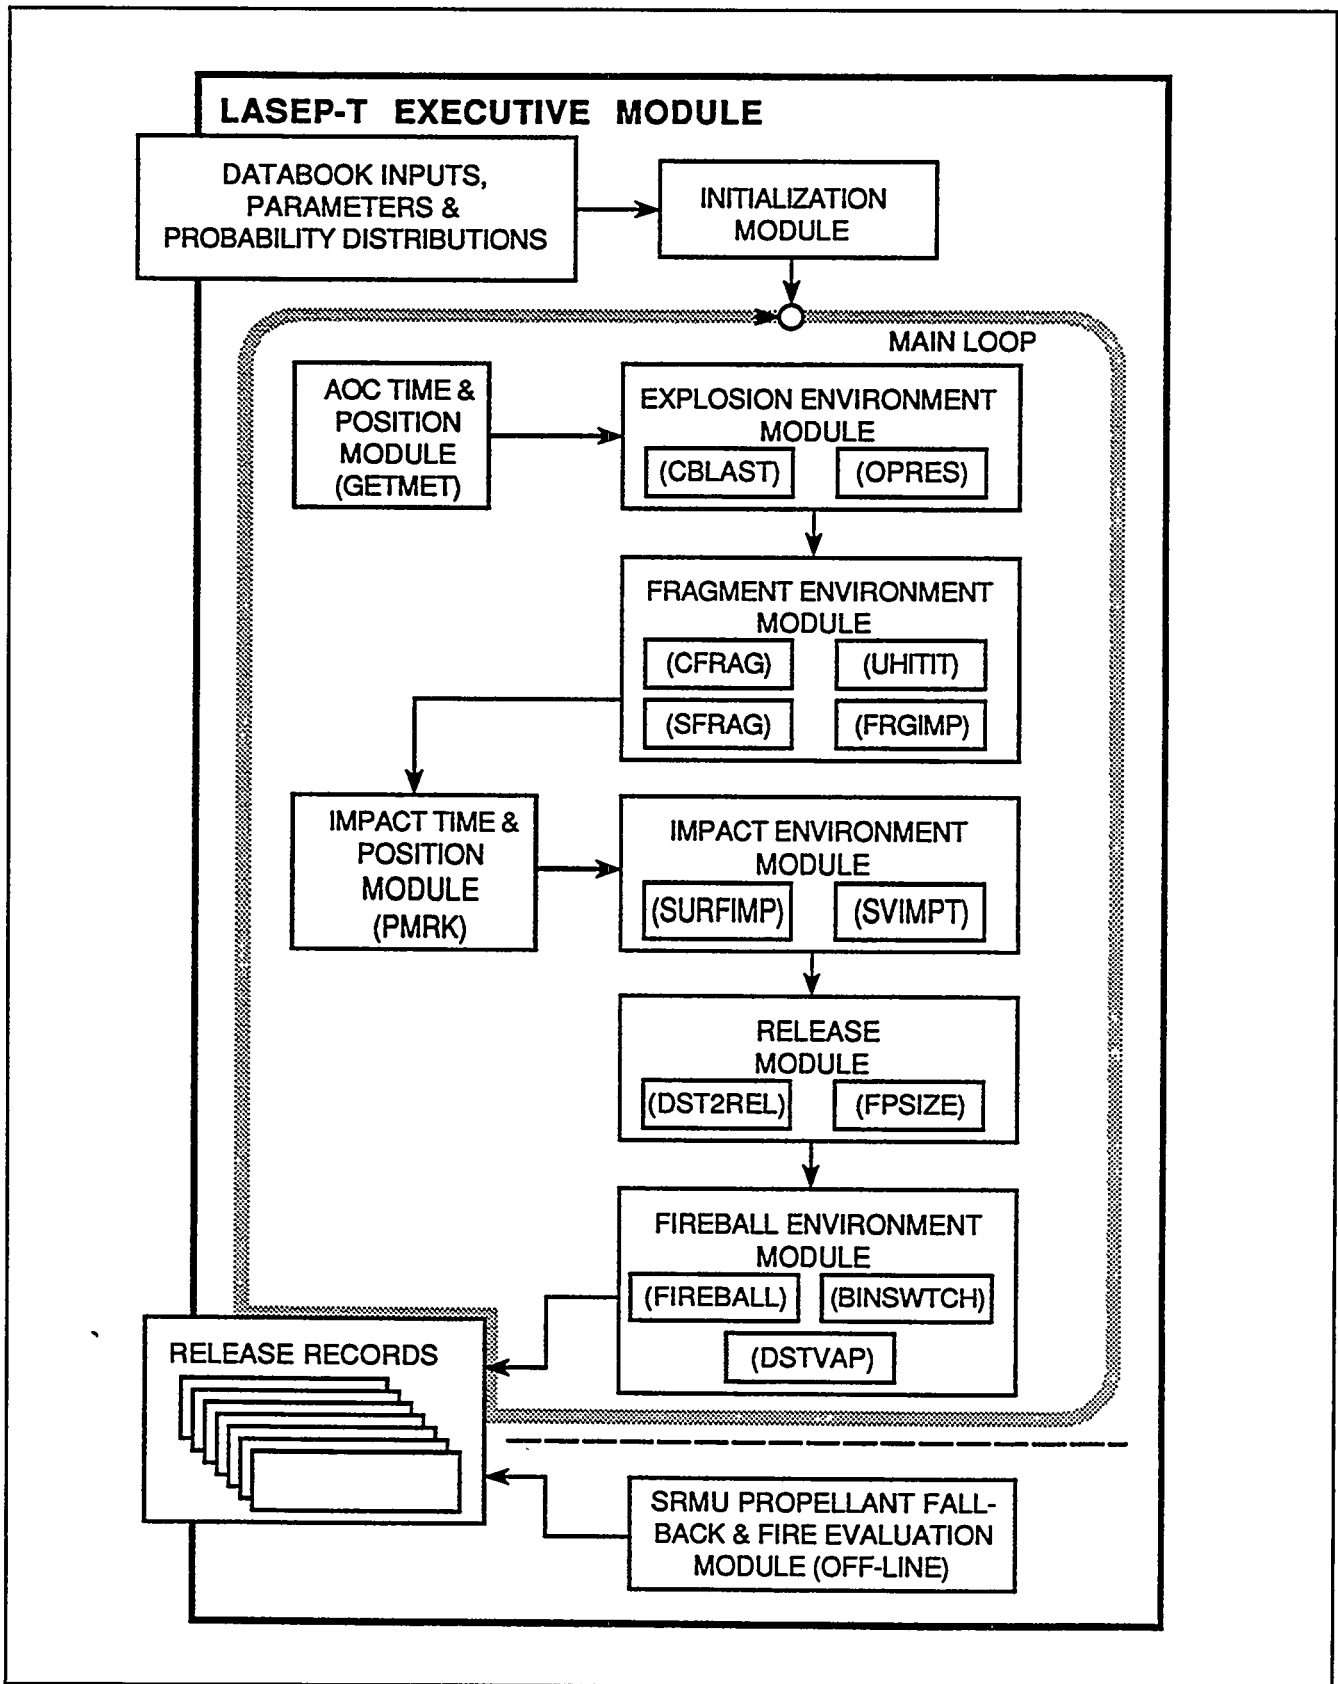 LASEP-T EXECUTIVE MODULE
DATABOOK INPUTS,
PARAMETERS &
PROBABILITY DISTRIBUTIONS
INITIALIZATION
MODULE
MAIN LOOP
AOC TIME &
POSITION
MODULE
(GETMET)
EXPLOSION ENVIRONMENT
MODULE
(CBLAST)
(OPRES)
FRAGMENT ENVIRONMENT
MODULE
(CFRAG)
(UHITIT)
(SFRAG)
(FRGIMP)
IMPACT TIME &
POSITION
MODULE
(PMRK)
IMPACT ENVIRONMENT
MODULE
(SURFIMP)
(SVIMPT)
RELEASE
MODULE
(DST2REL)
(FPSIZE)
FIREBALL ENVIRONMENT
MODULE
(FIREBALL)
(BINSWTCH)
(DSTVAP)
RELEASE RECORDS
SRMU PROPELLANT FALL-
BACK & FIRE EVALUATION
MODULE (OFF-LINE)